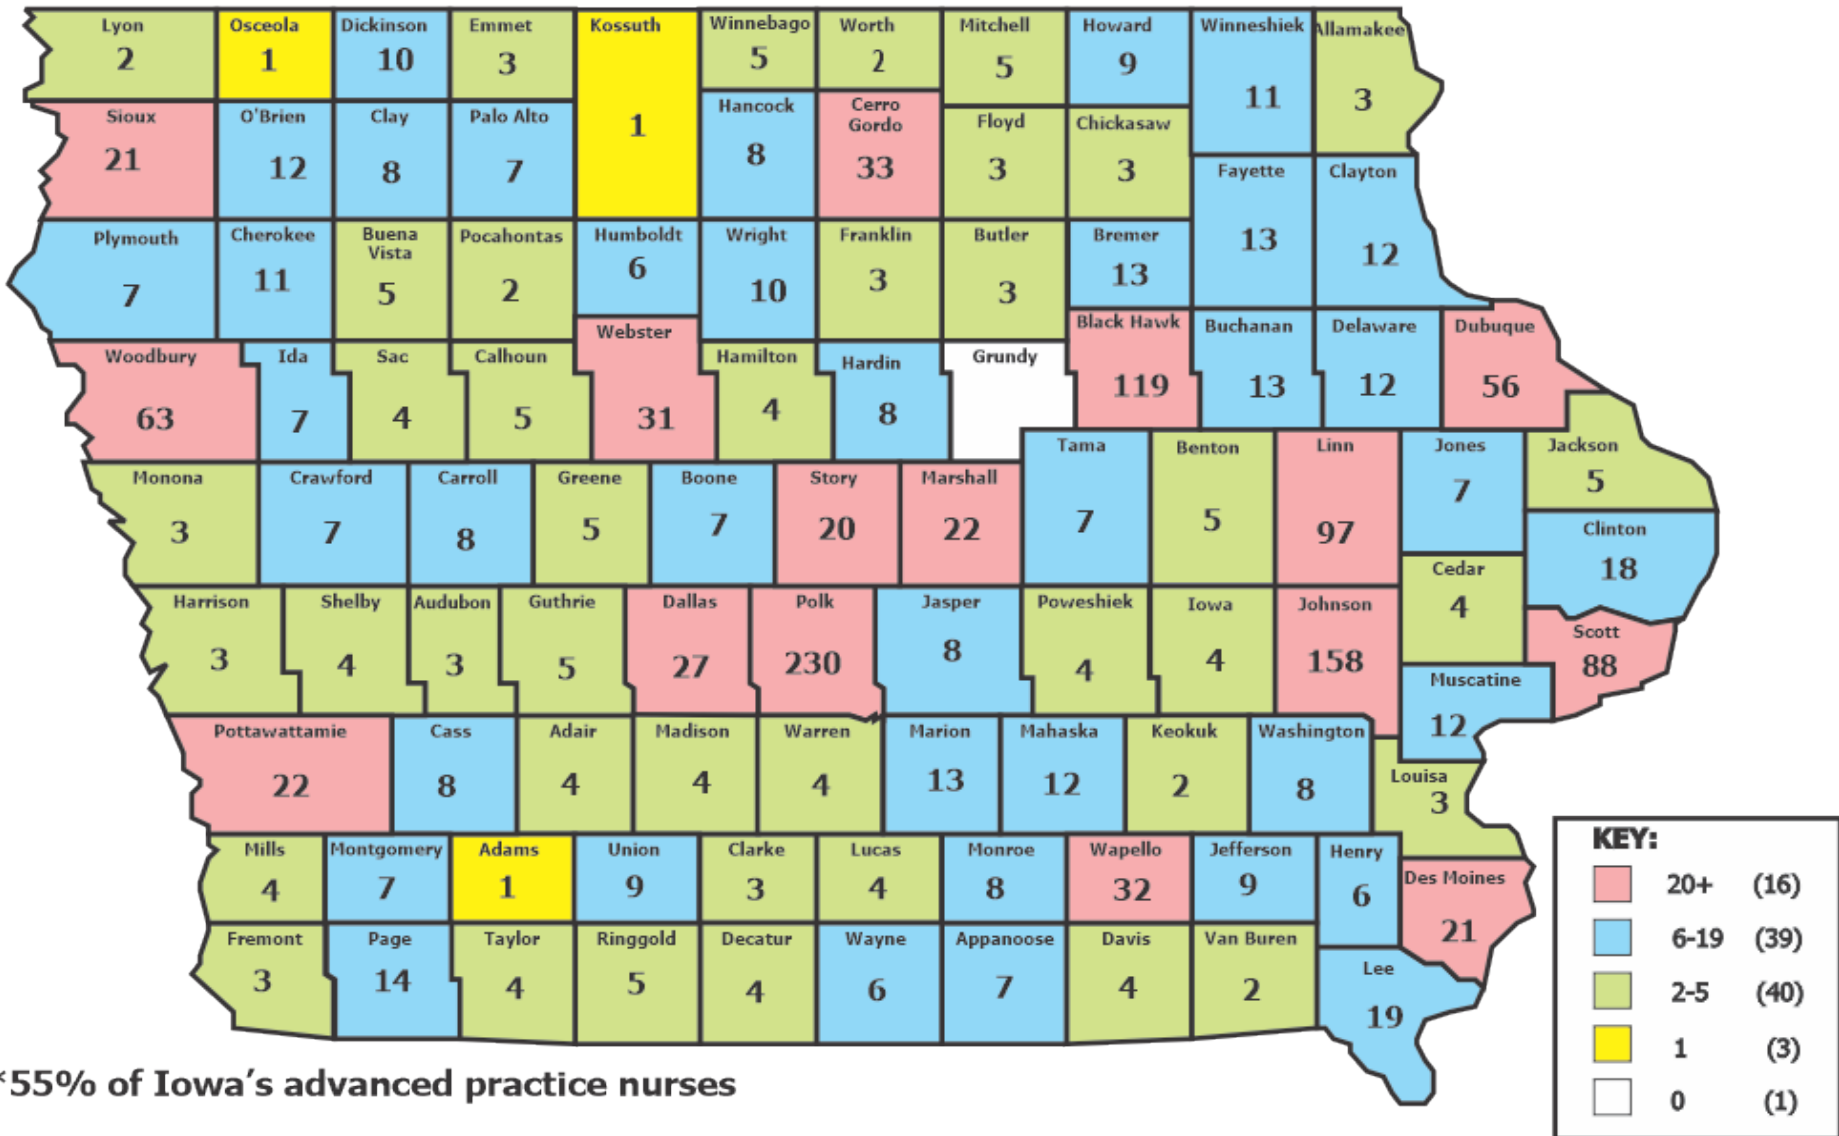 Lyon
2
Osceola
1
Dickinson
10
Emmet
3
Kossuth
1
Winnebago
5
Worth
2
Mitchell
5
Howard
9
Winneshiek
11
Allamakee
3
Sioux
21
O'Brien
12
Clay
8
Palo Alto
7
Hancock
8
Cerro
Gordo
33
Floyd
3
Chickasaw
3
Fayette
13
Clayton
12
Plymouth
7
Cherokee
11
Buena
Vista
5
Pocahontas
2
Humboldt
6
Wright
10
Franklin
3
Butler
3
Bremer
13
Woodbury
63
Ida
7
Sac
4
Calhoun
5
Webster
31
Hamilton
4
Hardin
8
Grundy
Black Hawk
119
Buchanan
13
Delaware
12
Dubuque
56
Monona
3
Crawford
7
Carroll
8
Greene
5
Boone
7
Story
20
Marshall
22
Tama
7
Benton
5
Linn
97
Jones
7
Jackson
5
Clinton
18
Cedar
4
Harrison
3
Shelby
4
Audubon
3
Guthrie
5
Dallas
27
Polk
230
Jasper
8
Poweshiek
4
Iowa
4
Johnson
158
Scott
88
Muscatine
12
Pottawattamie
22
Cass
8
Adair
4
Madison
4
Warren
4
Marion
13
Mahaska
12
Keokuk
2
Washington
8
Louisa
3
Mills
4
Montgomery
7
Adams
1
Union
9
Clarke
3
Lucas
4
Monroe
8
Wapello
32
Jefferson
9
Henry
6
Des Moines
21
Fremont
3
Page
14
Taylor
4
Ringgold
5
Decatur
4
Wayne
6
Appanoose
7
Davis
4
Van Buren
2
Lee
19
KEY:
20+ (16)
6-19 (39)
2-5 (40)
1 (3)
0 (1)
*55% of Iowa’s advanced practice nurses